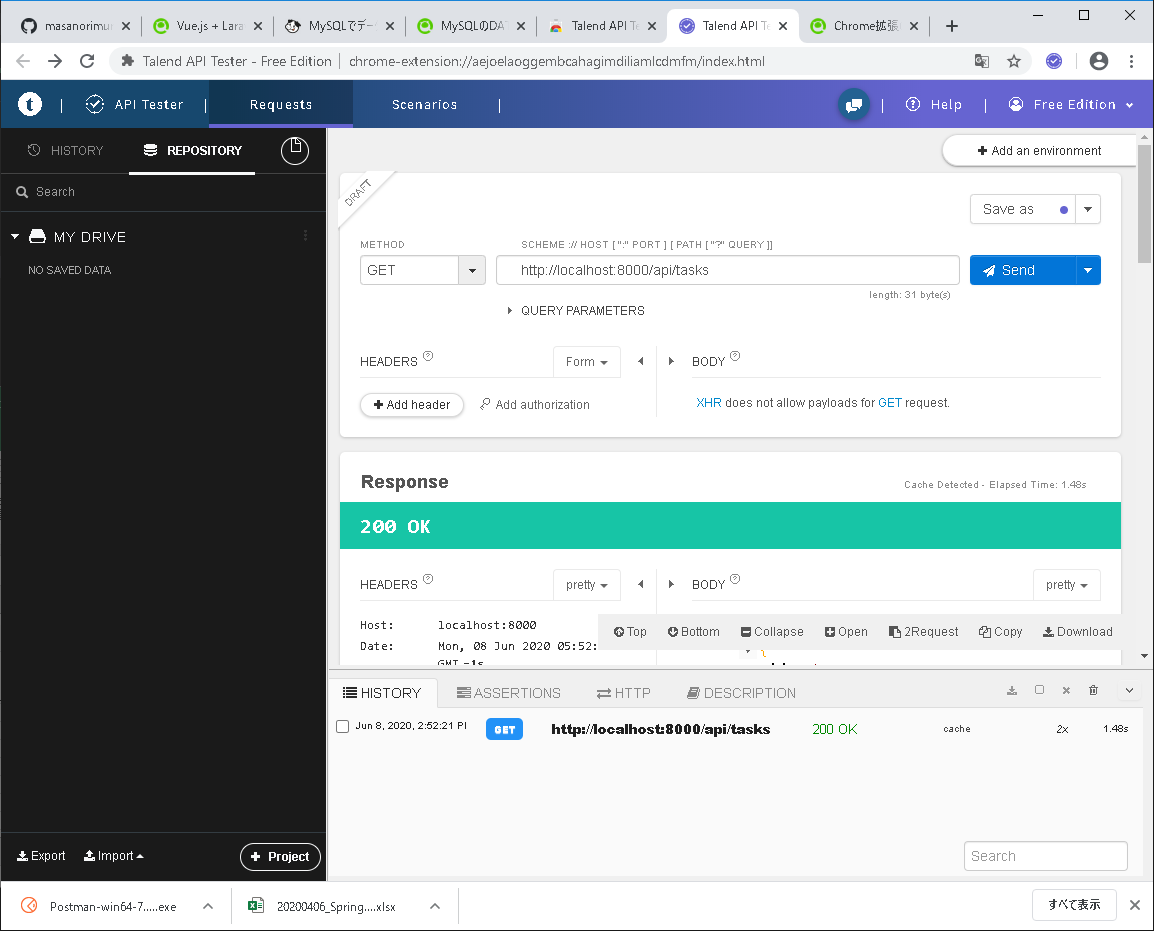 masanorimu
Vue.js + Lara
MySQLでデー
MySQLのDA
Talend API Te
Talend API Te
Chrome拡張
Talend API Tester - Free Edition | chrome-extension://aejoelaoggembcahagimdiliamlcdmfm/index.html
t | API Tester | Requests Scenarios | | Help | Free Edition
HISTORY REPOSITORY
Search
MY DRIVE
NO SAVED DATA
Export Import + Project
+ Add an environment
DRAFT
Save as
METHOD SCHEME :// HOST [ ":" PORT ] [ PATH [ "?" QUERY ]]
GET http://localhost:8000/api/tasks Send
length: 31 byte(s)
QUERY PARAMETERS
HEADERS ? Form BODY ?
+ Add header Add authorization XHR does not allow payloads for GET request.
Response Cache Detected - Elapsed Time: 1.48s
200 OK
HEADERS ? pretty BODY ? pretty
Host: localhost:8000
Top Bottom Collapse Open 2Request Copy Download
Date: Mon, 08 Jun 2020 05:52:
GMT -1s {
HISTORY ASSERTIONS HTTP DESCRIPTION
Jun 8, 2020, 2:52:21 PI GET http://localhost:8000/api/tasks 200 OK cache 2x 1.48s
Search
Postman-win64-7.....exe 20200406_Spring....xlsx すべて表示